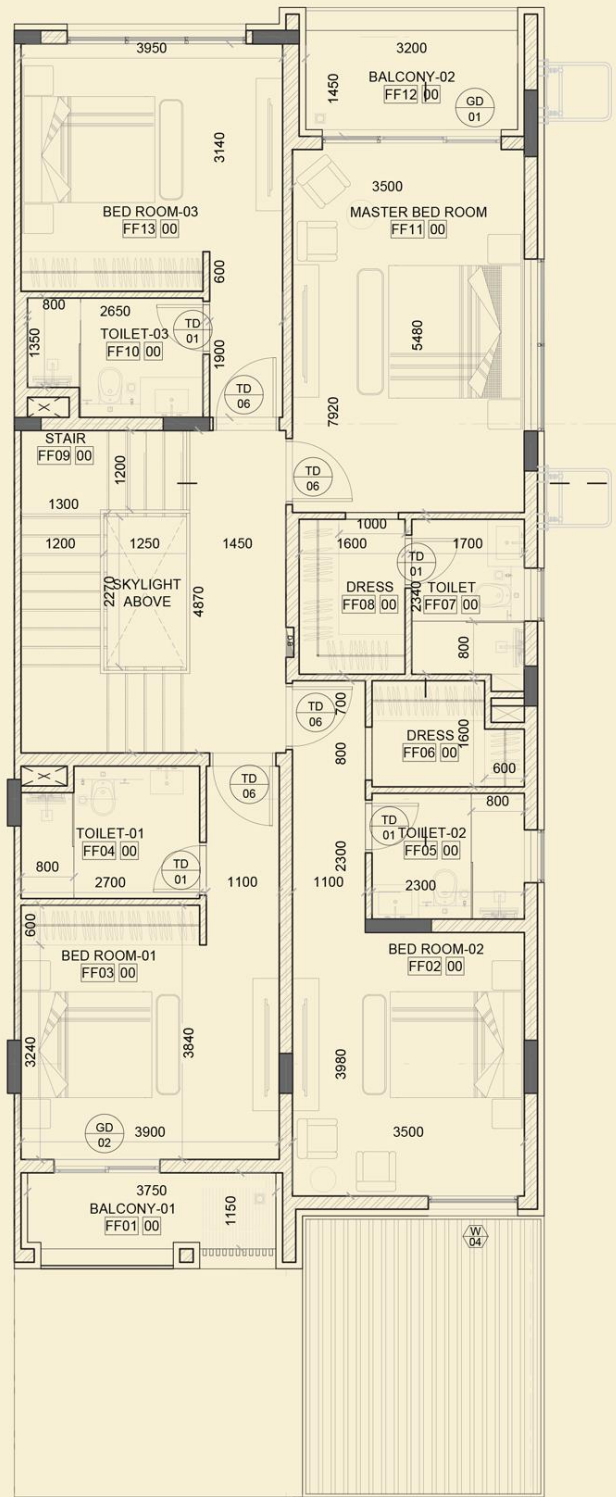 3950
3200
1450
BALCONY-02
FF12 00
GD
01
3140
3500
BED ROOM-03
FF13 00
MASTER BED ROOM
FF11 00
600
800
2650
1350
TOILET-03
FF10 00
TD
01
1900
5480
7920
TD
06
STAIR
FF09 00
1200
TD
06
1300
1200
1250
1450
2270
SKYLIGHT
ABOVE
4870
1000
1600
1700
TD
01
DRESS
FF08 00
2340
TOILET
FF07 00
800
700
TD
06
DRESS
FF06 00
1600
600
800
TD
06
800
TOILET-01
FF04 00
TD
01
TOILET-02
FF05 00
2300
800
2700
TD
01
1100
1100
2300
600
BED ROOM-01
FF03 00
BED ROOM-02
FF02 00
3240
3840
3980
GD
02
3900
3500
3750
BALCONY-01
FF01 00
1150
W
04